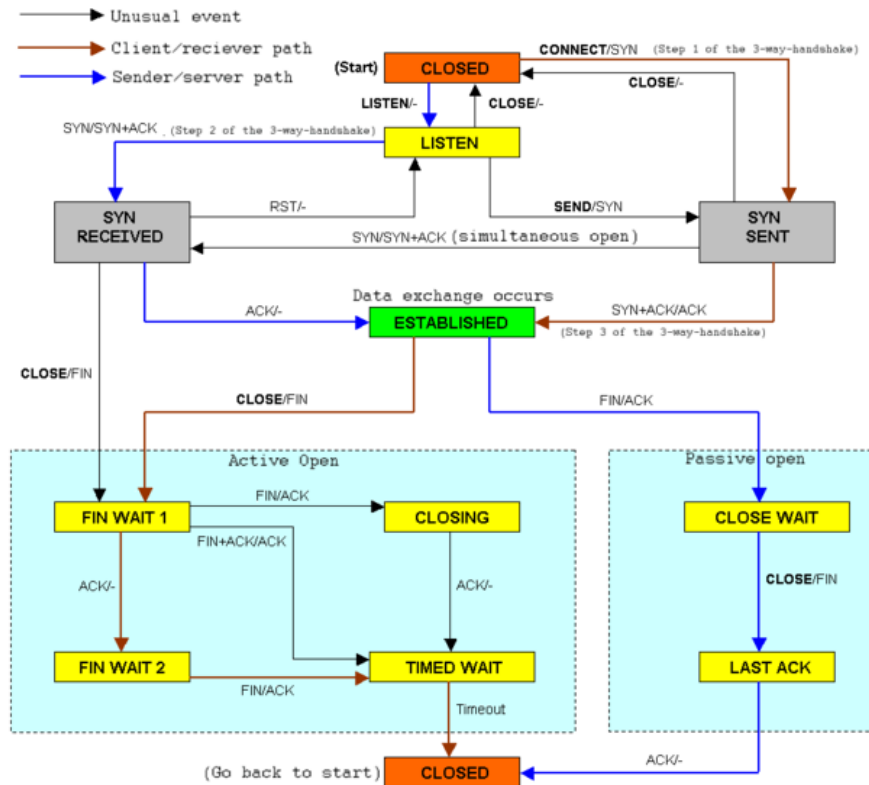 Unusual event
Client/reciever path
Sender/server path
(Start)
CLOSED
CONNECT/SYN (Step 1 of the 3-way-handshake)
CLOSE/-
LISTEN/-
CLOSE/-
SYN/SYN+ACK (Step 2 of the 3-way-handshake)
LISTEN
RST/-
SEND/SYN
SYN
RECEIVED
SYN
SENT
SYN/SYN+ACK (simultaneous open)
Data exchange occurs
ACK/-
ESTABLISHED
SYN+ACK/ACK
(Step 3 of the 3-way-handshake)
CLOSE/FIN
CLOSE/FIN
FIN/ACK
Active Open
Passive open
FIN WAIT 1
FIN/ACK
CLOSING
CLOSE WAIT
FIN+ACK/ACK
ACK/-
ACK/-
CLOSE/FIN
FIN WAIT 2
TIMED WAIT
LAST ACK
FIN/ACK
Timeout
(Go back to start)
CLOSED
ACK/-